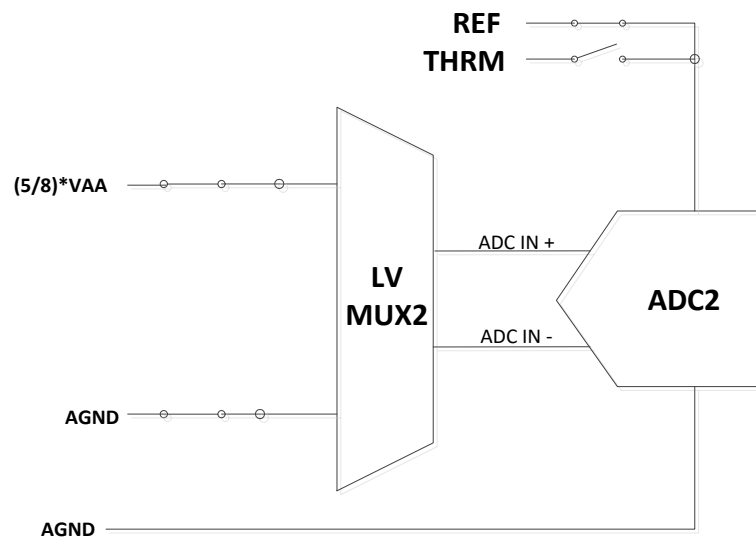 REF
THRM
(5/8)*VAA
ADC IN +
LV
MUX2
ADC2
ADC IN -
AGND
AGND